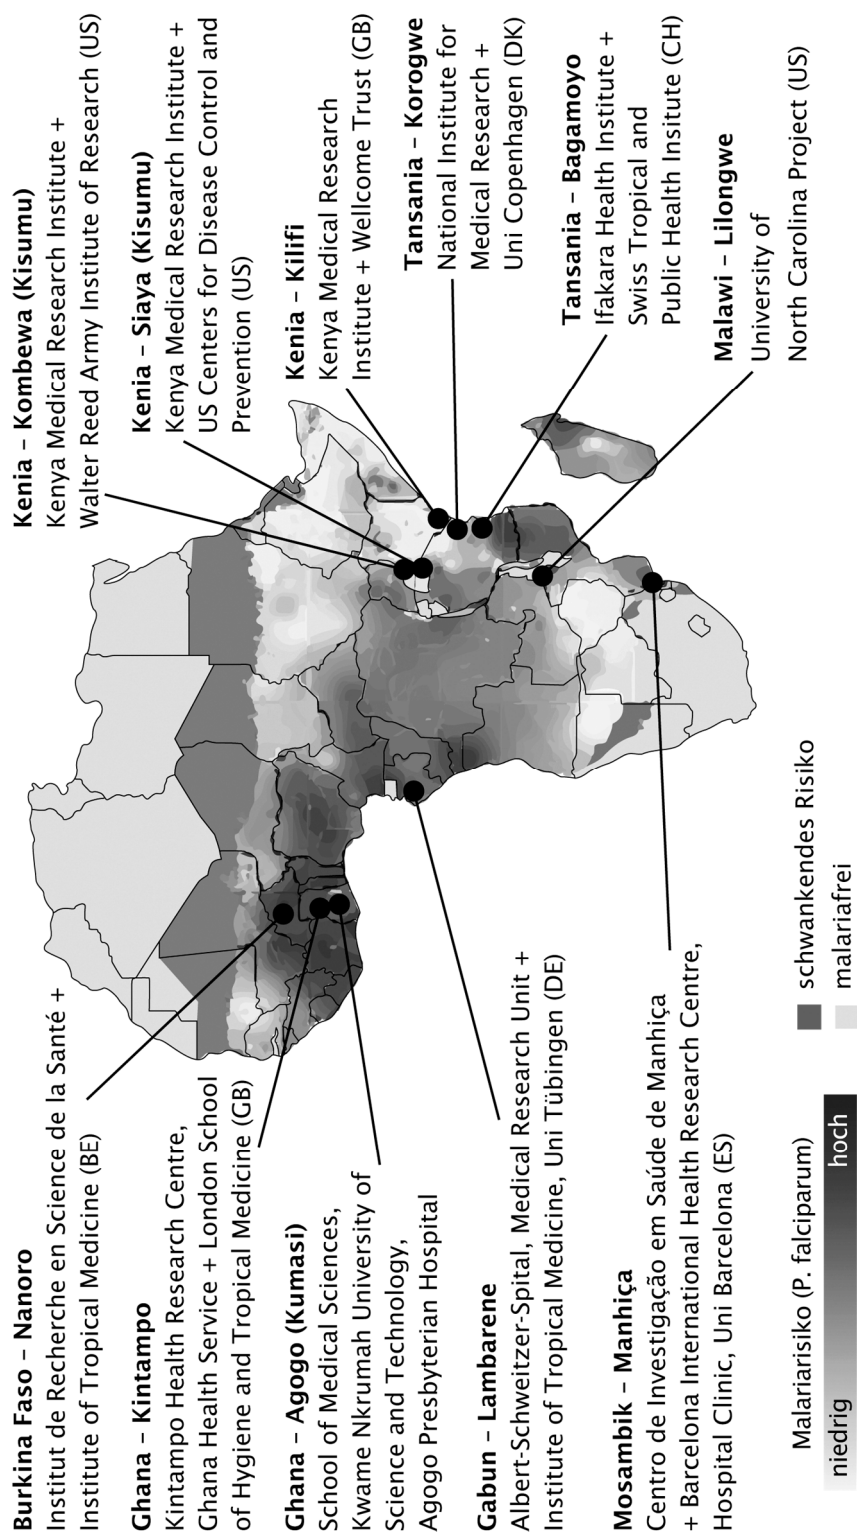 Burkina Faso – Nanoro
Institut de Recherche en Science de la Santé +
Institute of Tropical Medicine (BE)
Ghana – Kintampo
Kintampo Health Research Centre,
Ghana Health Service + London School
of Hygiene and Tropical Medicine (GB)
Ghana – Agogo (Kumasi)
School of Medical Sciences,
Kwame Nkrumah University of
Science and Technology,
Agogo Presbyterian Hospital
Gabun – Lambarene
Albert-Schweitzer-Spital, Medical Research Unit +
Institute of Tropical Medicine, Uni Tübingen (DE)
Mosambik – Manhiça
Centro de Investigação em Saúde de Manhiça
+ Barcelona International Health Research Centre,
Hospital Clinic, Uni Barcelona (ES)
Kenia – Kombewa (Kisumu)
Kenya Medical Research Institute +
Walter Reed Army Institute of Research (US)
Kenia – Siaya (Kisumu)
Kenya Medical Research Institute +
US Centers for Disease Control and
Prevention (US)
Kenia – Kilifi
Kenya Medical Research
Institute + Wellcome Trust (GB)
Tansania – Korogwe
National Institute for
Medical Research +
Uni Copenhagen (DK)
Tansania – Bagamoyo
Ifakara Health Institute +
Swiss Tropical and
Public Health Insitute (CH)
Malawi – Lilongwe
University of
North Carolina Project (US)
Malariarisiko (P. falciparum)
niedrig hoch
schwankendes Risiko
malariafrei